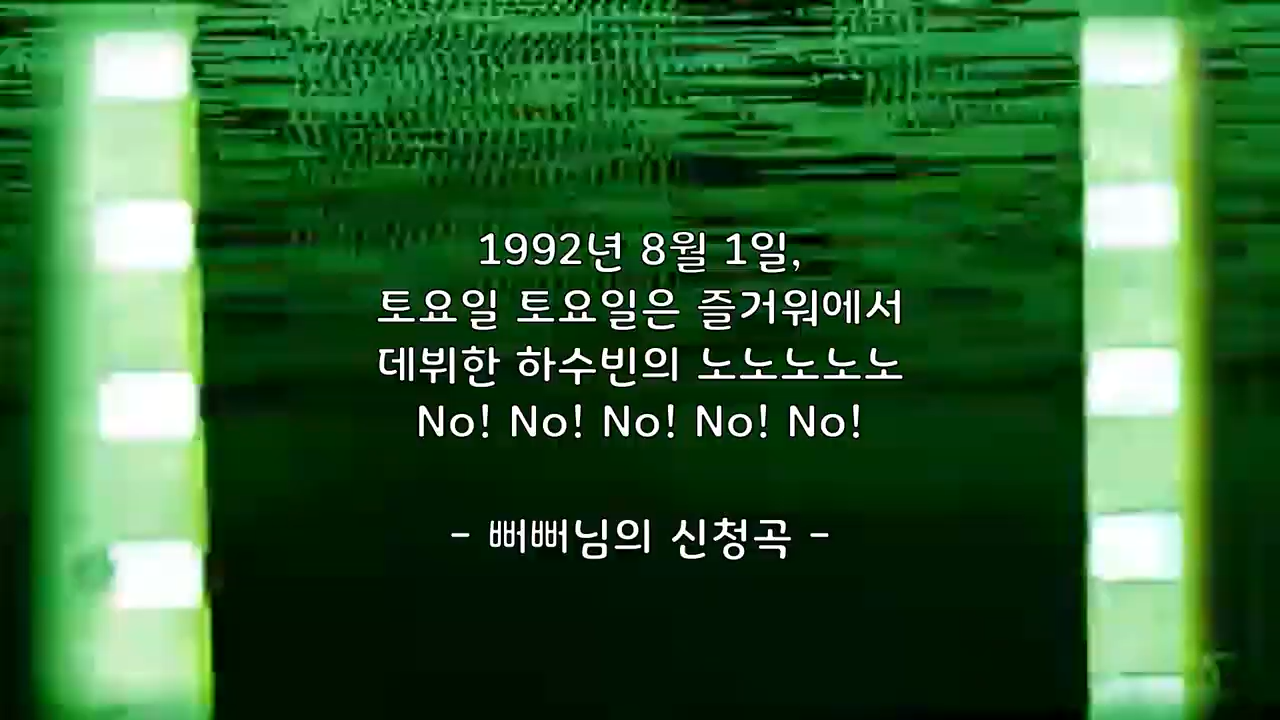 1992년 8월 1일,
토요일 토요일은 즐거워에서
데뷔한 하수빈의 노노노노노
No! No! No! No! No!
- 뻐뻐님의 신청곡 -